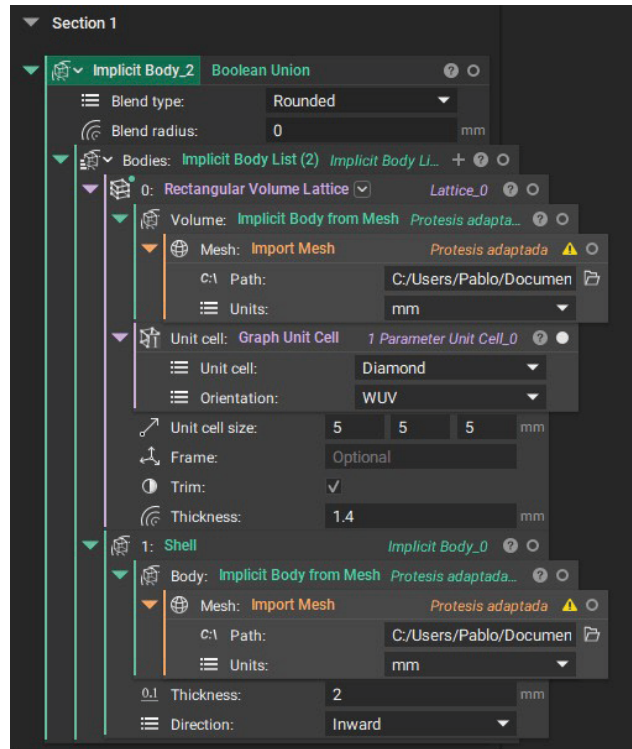 Section 1
Implicit Body_2 Boolean Union
Blend type: Rounded
Blend radius: 0 mm
Bodies: Implicit Body List (2) Implicit Body Li...
0: Rectangular Volume Lattice Lattice_0
Volume: Implicit Body from Mesh Protesis adapta...
Mesh: Import Mesh Protesis adaptada
C:\ Path: C:/Users/Pablo/Documen
Units: mm
Unit cell: Graph Unit Cell 1 Parameter Unit Cell_0
Unit cell: Diamond
Orientation: WUV
Unit cell size: 5 5 5 mm
Frame: Optional
Trim:
Thickness: 1.4 mm
1: Shell Implicit Body_0
Body: Implicit Body from Mesh Protesis adaptada...
Mesh: Import Mesh Protesis adaptada
C:\ Path: C:/Users/Pablo/Documen
Units: mm
0.1 Thickness: 2 mm
Direction: Inward